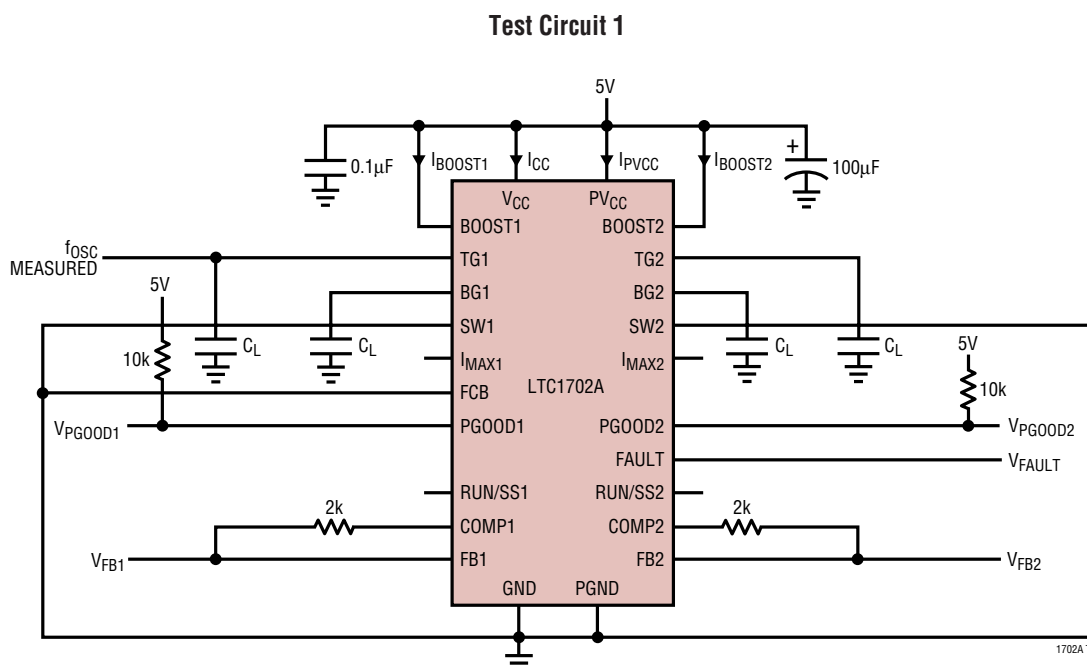 Test Circuit 1
5V
0.1µF
IBOOST1
ICC
IPVCC
IBOOST2
+
100µF
VCC
PVCC
BOOST1
BOOST2
fOSC
MEASURED
TG1
TG2
5V
BG1
BG2
SW1
SW2
10k
CL
CL
IMAX1
IMAX2
CL
CL
5V
LTC1702A
10k
FCB
VPGOOD1
PGOOD1
PGOOD2
VPGOOD2
FAULT
VFAULT
RUN/SS1
RUN/SS2
2k
2k
COMP1
COMP2
VFB1
FB1
FB2
VFB2
GND
PGND
1702A